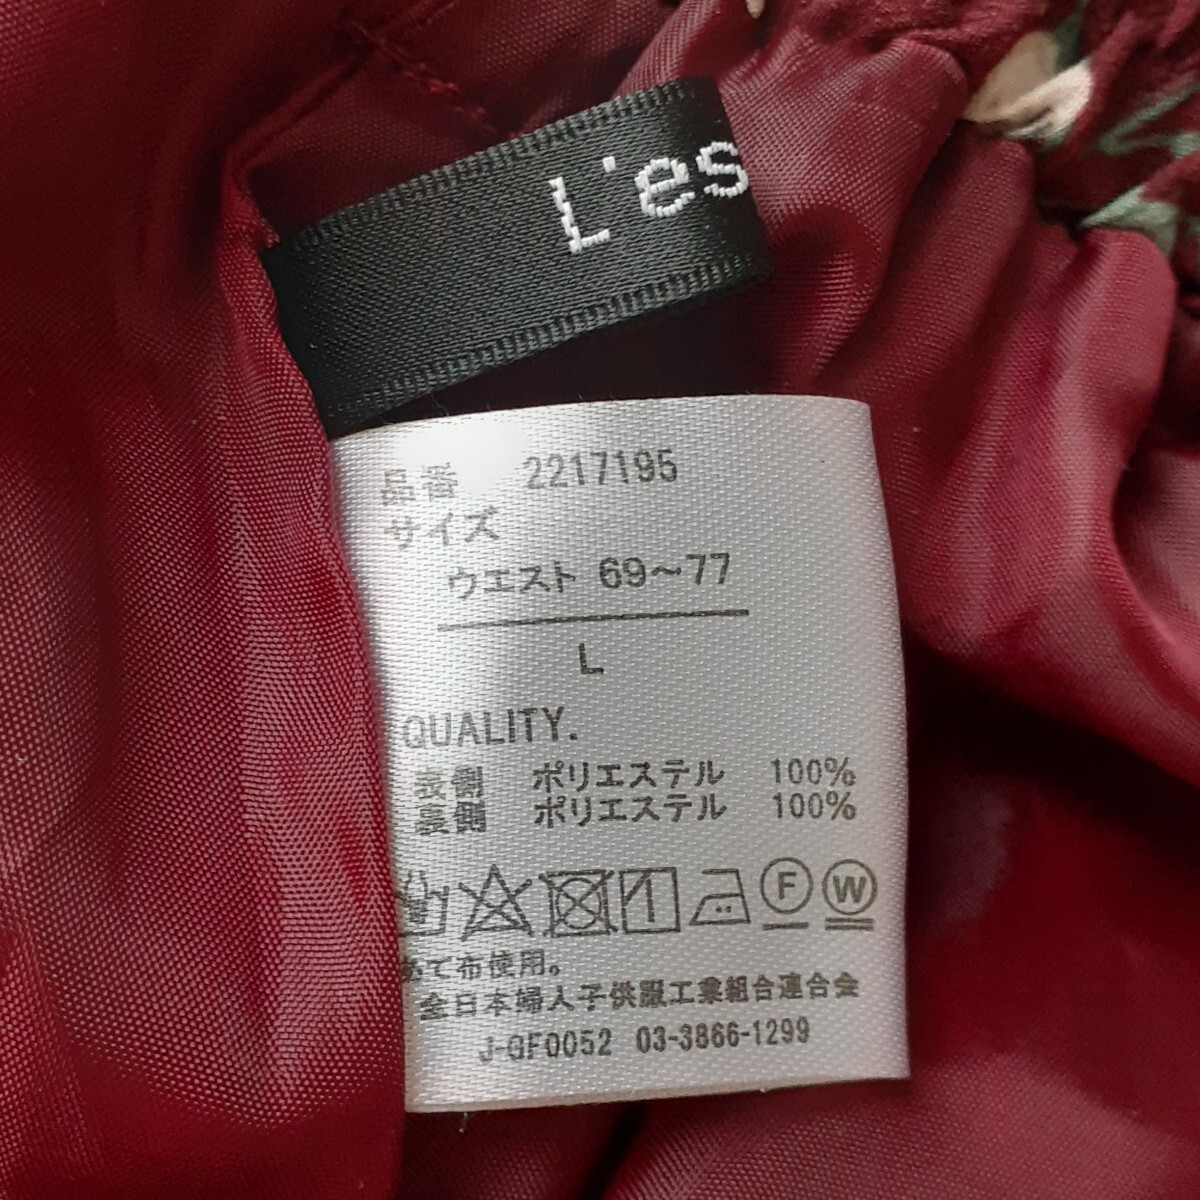 L'es
品番 2217195
サイズ
ウエスト 69～77
L
QUALITY.
表側 ポリエステル 100%
裏側 ポリエステル 100%
F W
あて布使用。
全日本婦人子供服工業組合連合会
J-GF0052 03-3866-1299